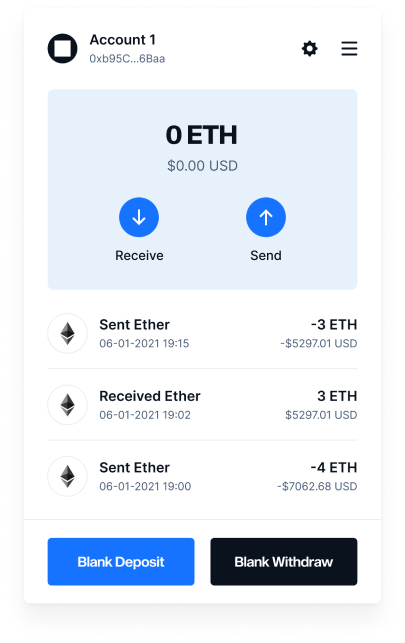 Account 1
0xb95C...6Baa
0 ETH
$0.00 USD
Receive
Send
Sent Ether
-3 ETH
06-01-2021 19:15
-$5297.01 USD
Received Ether
3 ETH
06-01-2021 19:02
$5297.01 USD
Sent Ether
-4 ETH
06-01-2021 19:00
-$7062.68 USD
Blank Deposit
Blank Withdraw